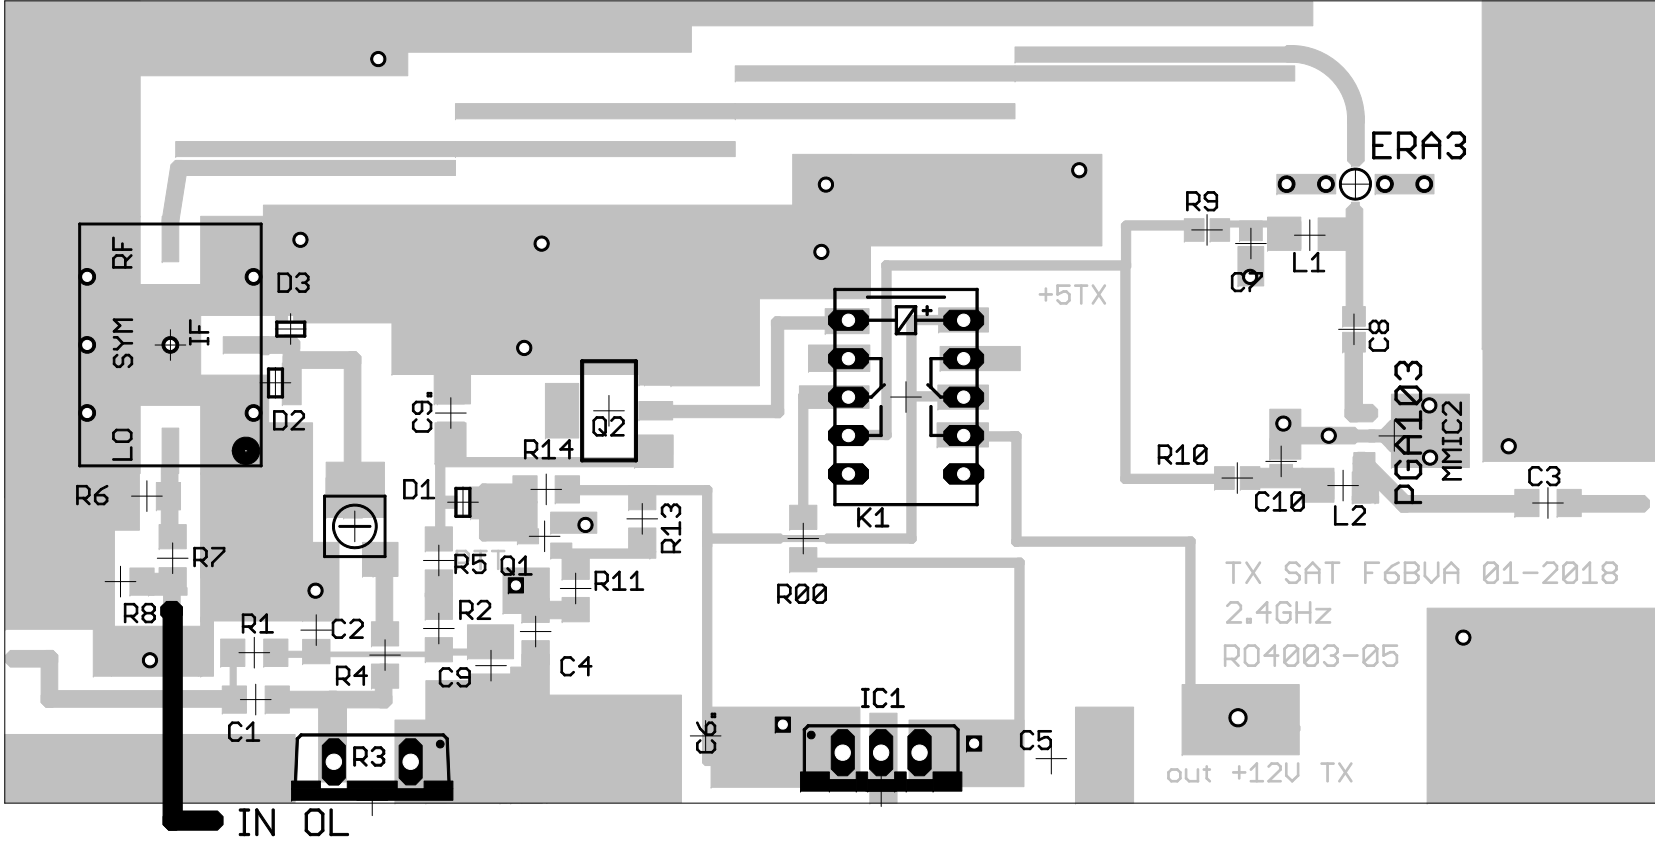 ERA3
R9
RF
D3
L1
C7
+5TX
+
IF
SYM
C8
PGA1103
MMIC2
C9.
D2
Q2
LO
R14
R10
R6
D1
C10
C3
L2
K1
R13
R7
R5
Q1
R11
R8
R2
R00
TX SAT F6BVA 01-2018
2.4GHz
RO4003-05
R1
C2
R4
C9
C4
IC1
C1
C6.
C5
R3
out +12V TX
IN OL